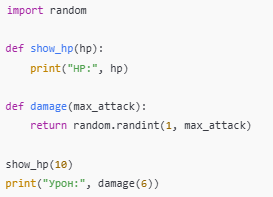 import random
def show_hp(hp):
    print("HP:", hp)
def damage(max_attack):
    return random.randint(1, max_attack)
show_hp(10)
print("Урон:", damage(6))